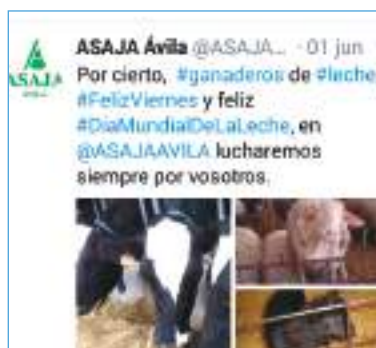 ASAJA Ávila @ASAJA... · 01 jun
ASAJA
Por cierto, #ganaderos de #leche
#FelizViernes y feliz
#DiaMundialDeLaLeche, en
@ASAJAAVILA lucharemos
siempre por vosotros.